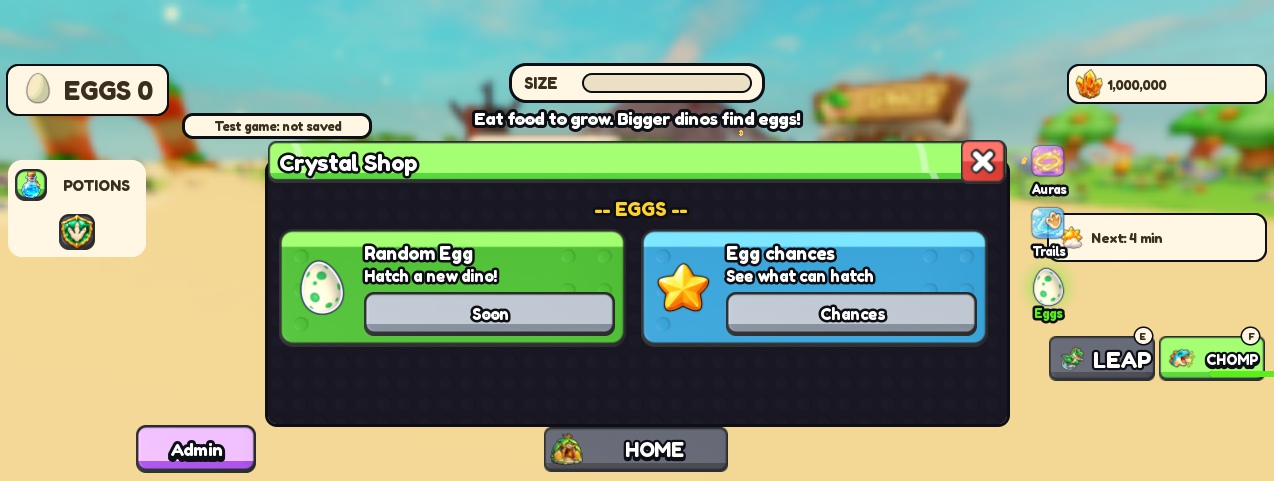 EGGS 0
SIZE
1,000,000
Eat food to grow. Bigger dinos find eggs!
Test game: not saved
Crystal Shop
POTIONS
Auras
-- EGGS --
Random Egg
Hatch a new dino!
Soon
Egg chances
See what can hatch
Chances
Next: 4 min
Trails
Eggs
E
LEAP
F
CHOMP
Admin
HOME